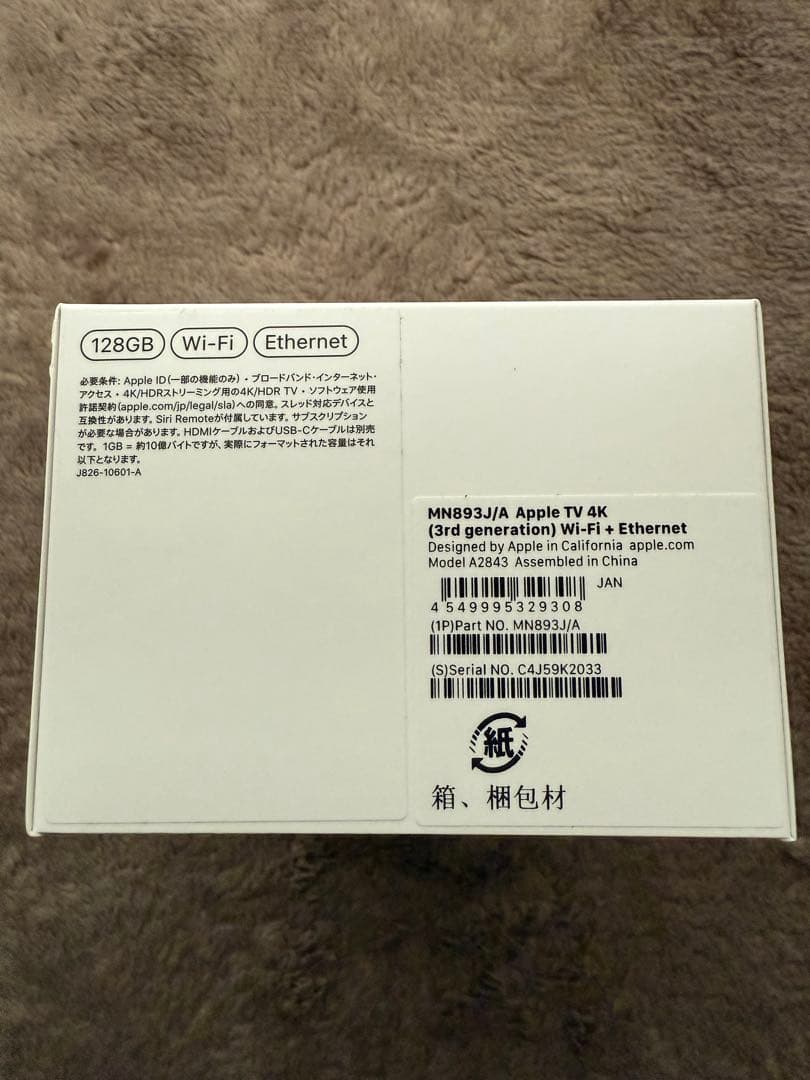 128GB Wi-Fi Ethernet
必要条件: Apple ID(一部の機能のみ)・ブロードバンド・インターネット・
アクセス・4K/HDRストリーミング用の4K/HDR TV・ソフトウェア使用
許諾契約(apple.com/jp/legal/sla)への同意。スレッド対応デバイスと
互換性があります。Siri Remoteが付属しています。サブスクリプション
が必要な場合があります。HDMIケーブルおよびUSB-Cケーブルは別売
です。1GB = 約10億バイトですが、実際にフォーマットされた容量はそれ
以下となります。
J826-10601-A
MN893J/A Apple TV 4K
(3rd generation) Wi-Fi + Ethernet
Designed by Apple in California apple.com
Model A2843 Assembled in China
JAN
4549995329308
(1P)Part NO. MN893J/A
(S)Serial NO. C4J59K2033
紙
箱、梱包材